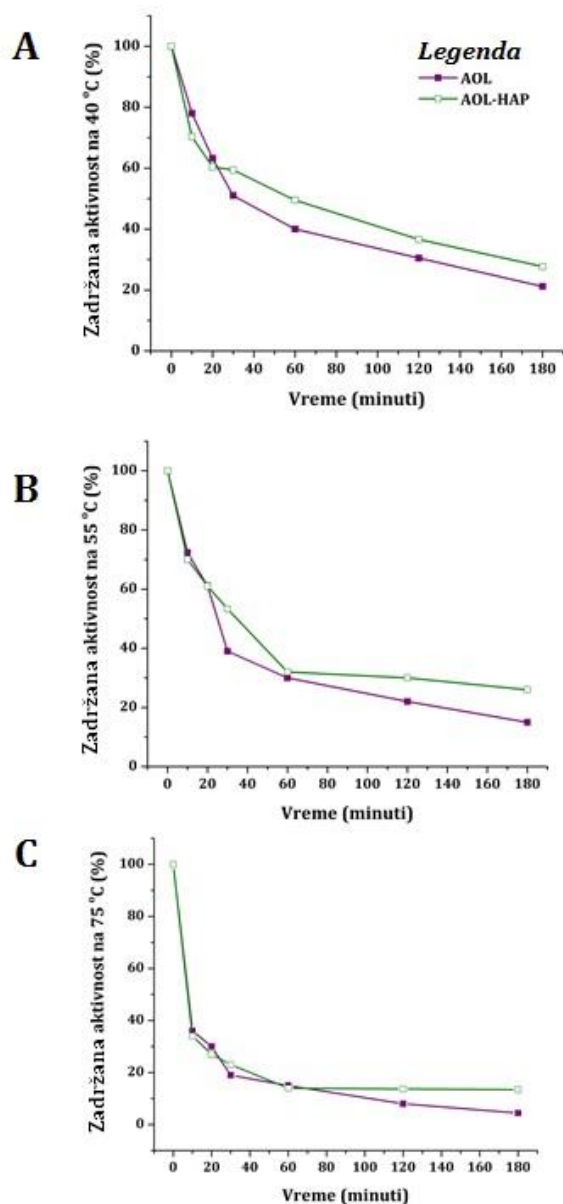 A
Legenda
AOL
AOL-HAP
Zadržana aktivnost na 40 °C (%)
100
80
60
40
20
0
0 20 40 60 80 100 120 140 160 180
Vreme (minuti)
B
Zadržana aktivnost na 55 °C (%)
100
80
60
40
20
0
0 20 40 60 80 100 120 140 160 180
Vreme (minuti)
C
Zadržana aktivnost na 75 °C (%)
100
80
60
40
20
0
0 20 40 60 80 100 120 140 160 180
Vreme (minuti)